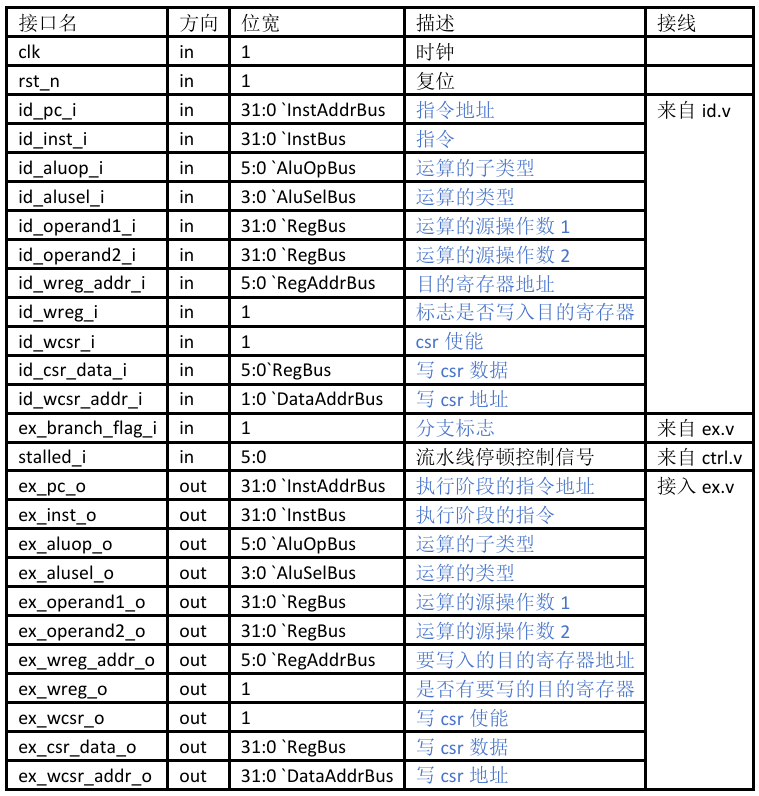 接口名 方向 位宽 描述 接线
clk in 1 时钟
rst_n in 1 复位
id_pc_i in 31:0 `InstAddrBus 指令地址 来自 id.v
id_inst_i in 31:0 `InstBus 指令
id_aluop_i in 5:0 `AluOpBus 运算的子类型
id_alusel_i in 3:0 `AluSelBus 运算的类型
id_operand1_i in 31:0 `RegBus 运算的源操作数 1
id_operand2_i in 31:0 `RegBus 运算的源操作数 2
id_wreg_addr_i in 5:0 `RegAddrBus 目的寄存器地址
id_wreg_i in 1 标志是否写入目的寄存器
id_wcsr_i in 1 csr 使能
id_csr_data_i in 5:0`RegBus 写 csr 数据
id_wcsr_addr_i in 1:0 `DataAddrBus 写 csr 地址
ex_branch_flag_i in 1 分支标志 来自 ex.v
stalled_i in 5:0 流水线停顿控制信号 来自 ctrl.v
ex_pc_o out 31:0 `InstAddrBus 执行阶段的指令地址 接入 ex.v
ex_inst_o out 31:0 `InstBus 执行阶段的指令
ex_aluop_o out 5:0 `AluOpBus 运算的子类型
ex_alusel_o out 3:0 `AluSelBus 运算的类型
ex_operand1_o out 31:0 `RegBus 运算的源操作数 1
ex_operand2_o out 31:0 `RegBus 运算的源操作数 2
ex_wreg_addr_o out 5:0 `RegAddrBus 要写入的目的寄存器地址
ex_wreg_o out 1 是否有要写的目的寄存器
ex_wcsr_o out 1 写 csr 使能
ex_csr_data_o out 31:0 `RegBus 写 csr 数据
ex_wcsr_addr_o out 31:0 `DataAddrBus 写 csr 地址